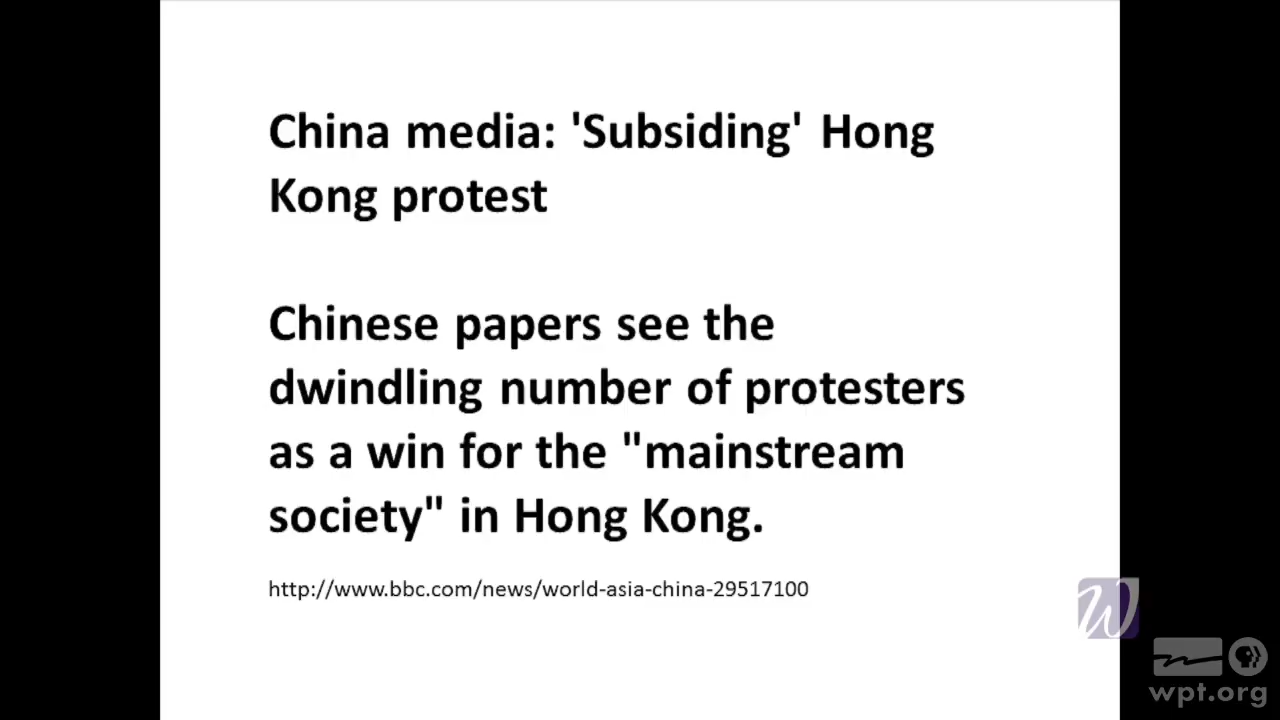 China media: 'Subsiding' Hong
Kong protest
Chinese papers see the
dwindling number of protesters
as a win for the "mainstream
society" in Hong Kong.
http://www.bbc.com/news/world-asia-china-29517100
W
wpt.org